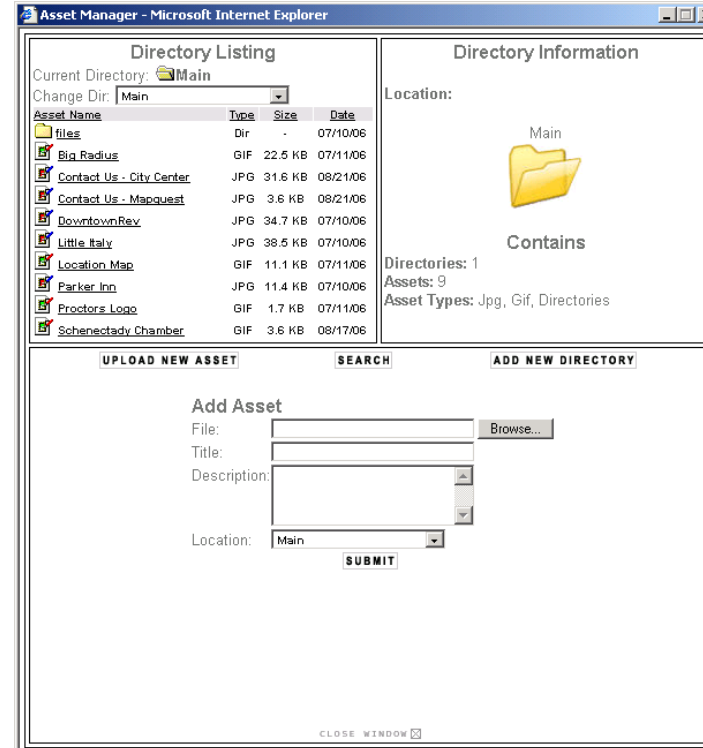 Asset Manager - Microsoft Internet Explorer
Directory Listing
Current Directory: Main
Change Dir: Main
Asset Name Type Size Date
files Dir - 07/10/06
Big Radius GIF 22.5 KB 07/11/06
Contact Us - City Center JPG 31.6 KB 08/21/06
Contact Us - Mapquest JPG 3.6 KB 08/21/06
DowntownRev JPG 34.7 KB 07/10/06
Little Italy JPG 38.5 KB 07/10/06
Location Map GIF 11.1 KB 07/11/06
Parker Inn JPG 11.4 KB 07/10/06
Proctors Logo GIF 1.7 KB 07/11/06
Schenectady Chamber GIF 3.6 KB 08/17/06
Directory Information
Location:
Main
Contains
Directories: 1
Assets: 9
Asset Types: Jpg, Gif, Directories
UPLOAD NEW ASSET SEARCH ADD NEW DIRECTORY
Add Asset
File: Browse...
Title:
Description:
Location: Main
SUBMIT
CLOSE WINDOW